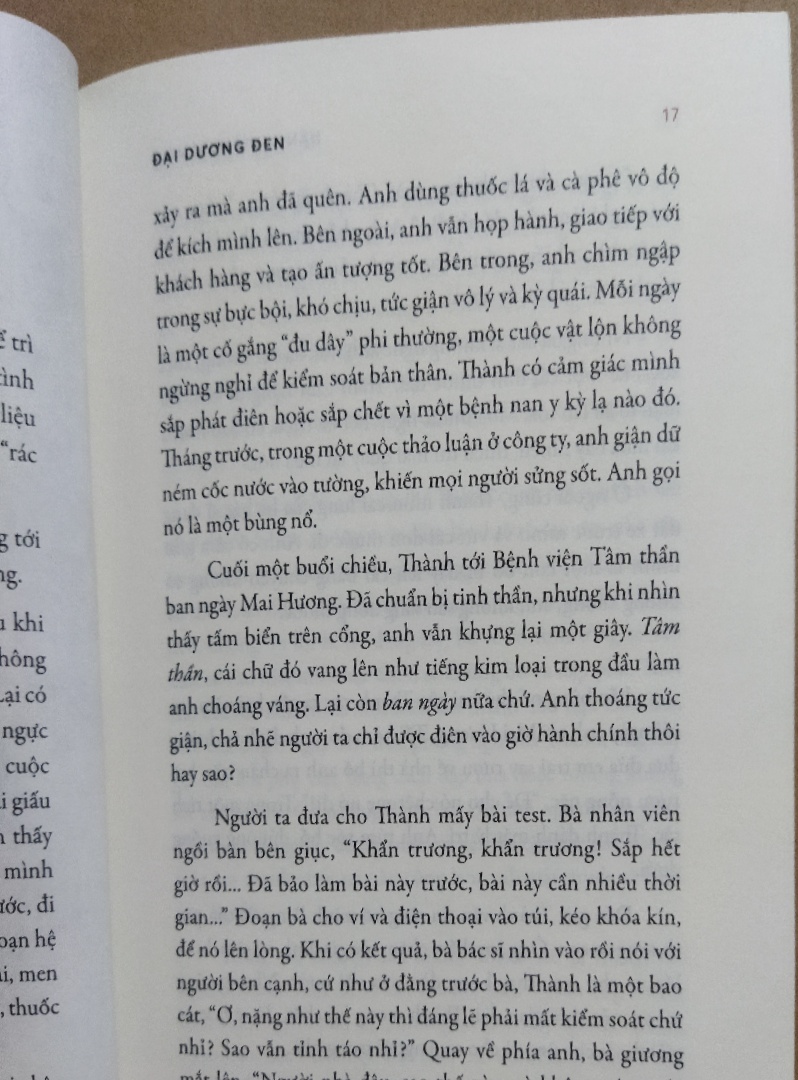 ể trì
tình
liệu
“rác
g tới
ng.
u khi
hông
Lại có
ngực
cuộc
i giấu
n thấy
mình
ước, đi
oạn hệ
ai, men
, thuốc
17
ĐẠI DƯƠNG ĐEN
xảy ra mà anh đã quên. Anh dùng thuốc lá và cà phê vô độ
để kích mình lên. Bên ngoài, anh vẫn họp hành, giao tiếp với
khách hàng và tạo ấn tượng tốt. Bên trong, anh chìm ngập
trong sự bực bội, khó chịu, tức giận vô lý và kỳ quái. Mỗi ngày
là một cố gắng “đu dây” phi thường, một cuộc vật lộn không
ngừng nghỉ để kiểm soát bản thân. Thành có cảm giác mình
sắp phát điên hoặc sắp chết vì một bệnh nan y kỳ lạ nào đó.
Tháng trước, trong một cuộc thảo luận ở công ty, anh giận dữ
ném cốc nước vào tường, khiến mọi người sửng sốt. Anh gọi
nó là một bùng nổ.
Cuối một buổi chiều, Thành tới Bệnh viện Tâm thần
ban ngày Mai Hương. Đã chuẩn bị tinh thần, nhưng khi nhìn
thấy tấm biển trên cổng, anh vẫn khựng lại một giây. Tâm
thần, cái chữ đó vang lên như tiếng kim loại trong đầu làm
anh choáng váng. Lại còn ban ngày nữa chứ. Anh thoáng tức
giận, chả nhẽ người ta chỉ được điên vào giờ hành chính thôi
hay sao?
Người ta đưa cho Thành mấy bài test. Bà nhân viên
ngồi bàn bên giục, “Khẩn trương, khẩn trương! Sắp hết
giờ rồi... Đã bảo làm bài này trước, bài này cần nhiều thời
gian...” Đoạn bà cho ví và điện thoại vào túi, kéo khóa kín,
để nó lên lòng. Khi có kết quả, bà bác sĩ nhìn vào rồi nói với
người bên cạnh, cứ như ở đằng trước bà, Thành là một bao
cát, “Ơ, nặng như thế này thì đáng lẽ phải mất kiểm soát chứ
nhỉ? Sao vẫn tỉnh táo nhỉ?” Quay về phía anh, bà giương
mắt lên, “Người nhà đâu